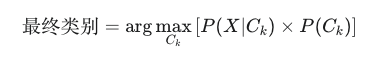 最终类别 = arg max_{C_k} [P(X|C_k) × P(C_k)]